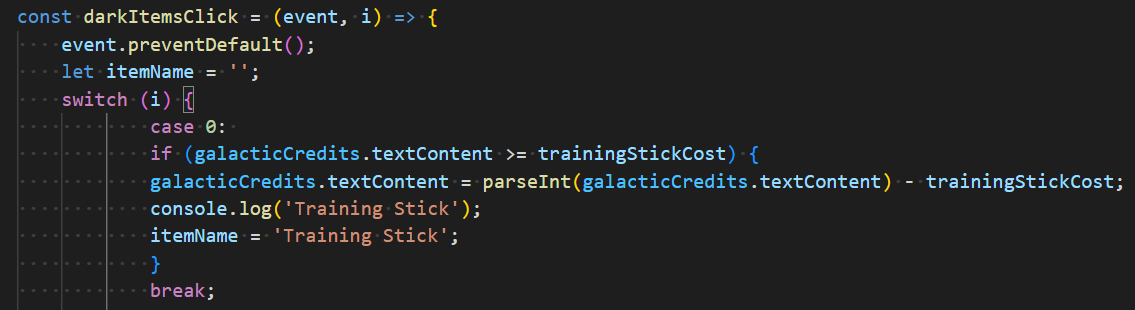 const darkItemsClick = (event, i) => {
    event.preventDefault();
    let itemName = '';
    switch (i) {
            case 0:
            if (galacticCredits.textContent >= trainingStickCost) {
            galacticCredits.textContent = parseInt(galacticCredits.textContent) - trainingStickCost;
            console.log('Training Stick');
            itemName = 'Training Stick';
            }
            break;